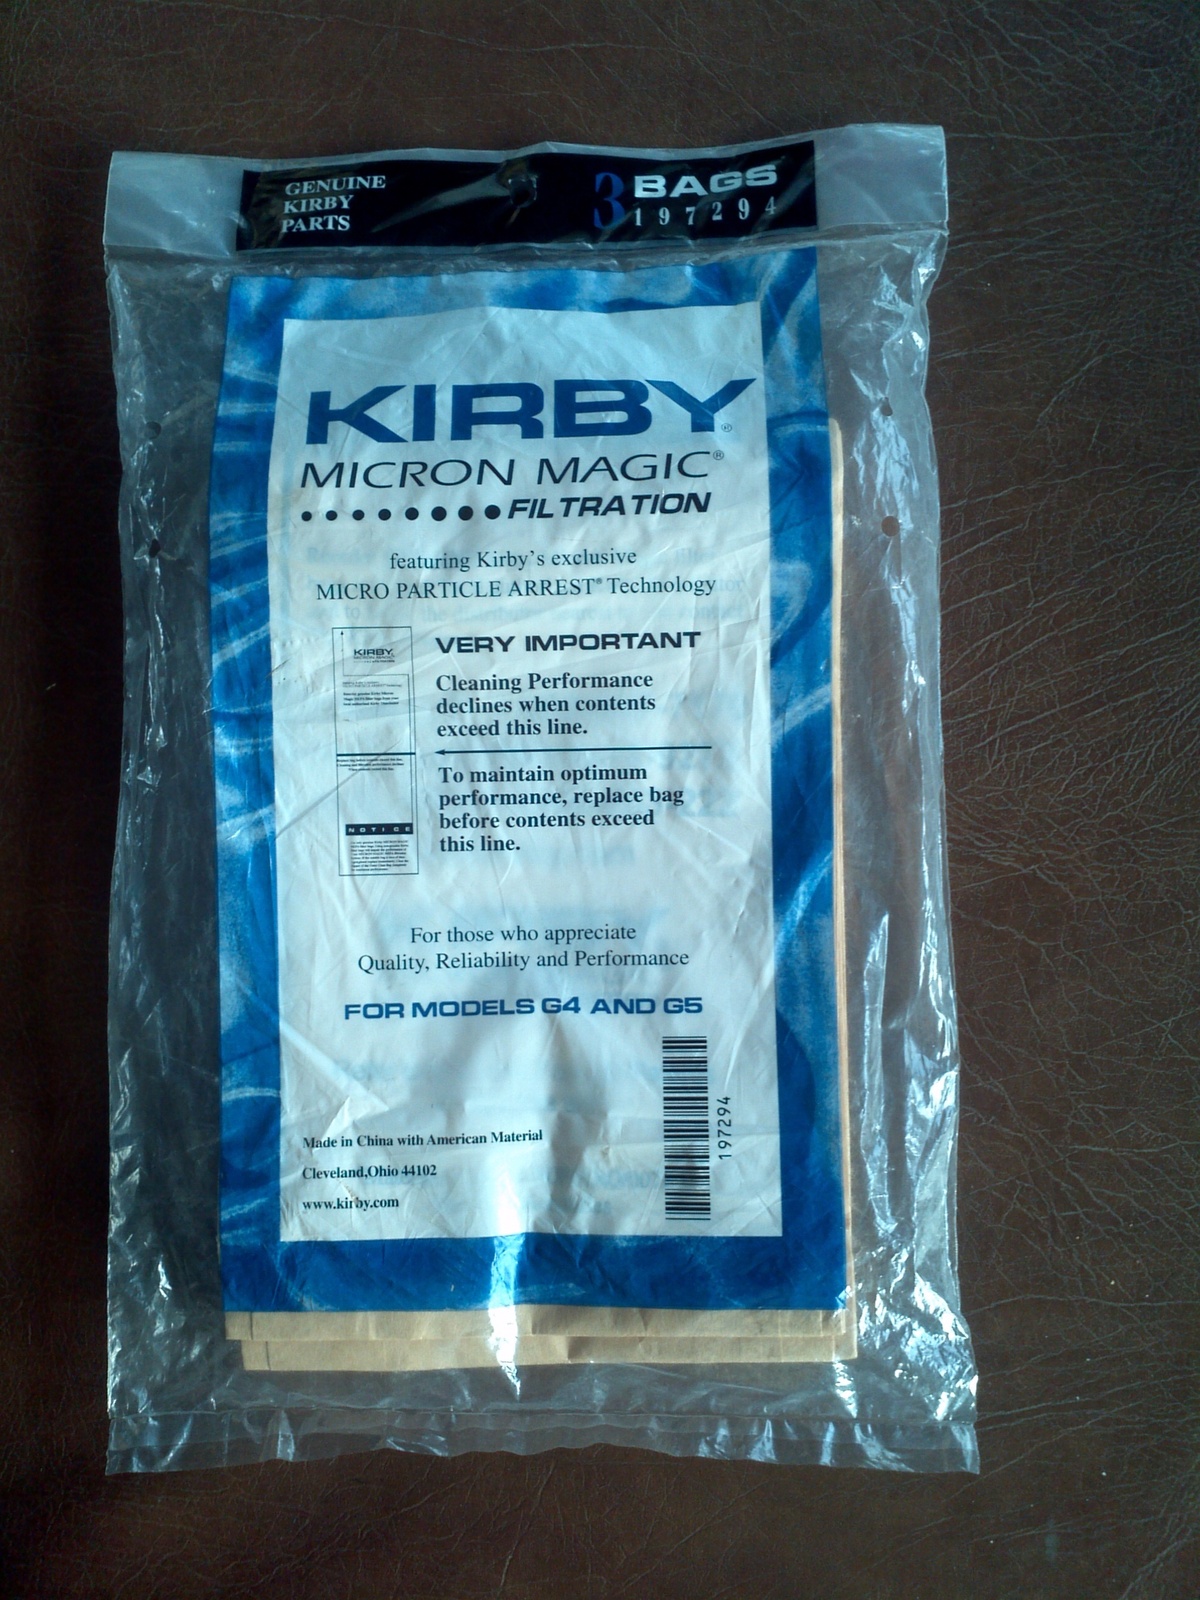 GENUINE
KIRBY
PARTS
3 BAGS
197294
KIRBY®
MICRON MAGIC®
FILTRATION
featuring Kirby's exclusive
MICRO PARTICLE ARREST® Technology
KIRBY
VERY IMPORTANT
Cleaning Performance
declines when contents
exceed this line.
To maintain optimum
performance, replace bag
before contents exceed
this line.
NOTICE
For those who appreciate
Quality, Reliability and Performance
FOR MODELS G4 AND G5
197294
Made in China with American Material
Cleveland,Ohio 44102
www.kirby.com